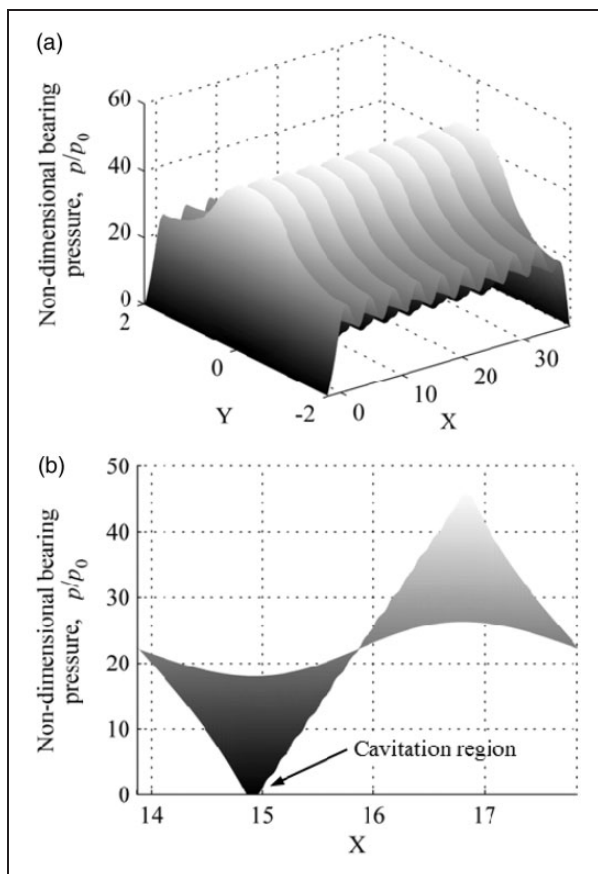 (a)
Non-dimensional bearing
pressure, p/p0
60
40
20
0
2
0
-2
Y
0
10
20
30
X
(b)
Non-dimensional bearing
pressure, p/p0
50
40
30
20
10
0
Cavitation region
14
15
16
17
X